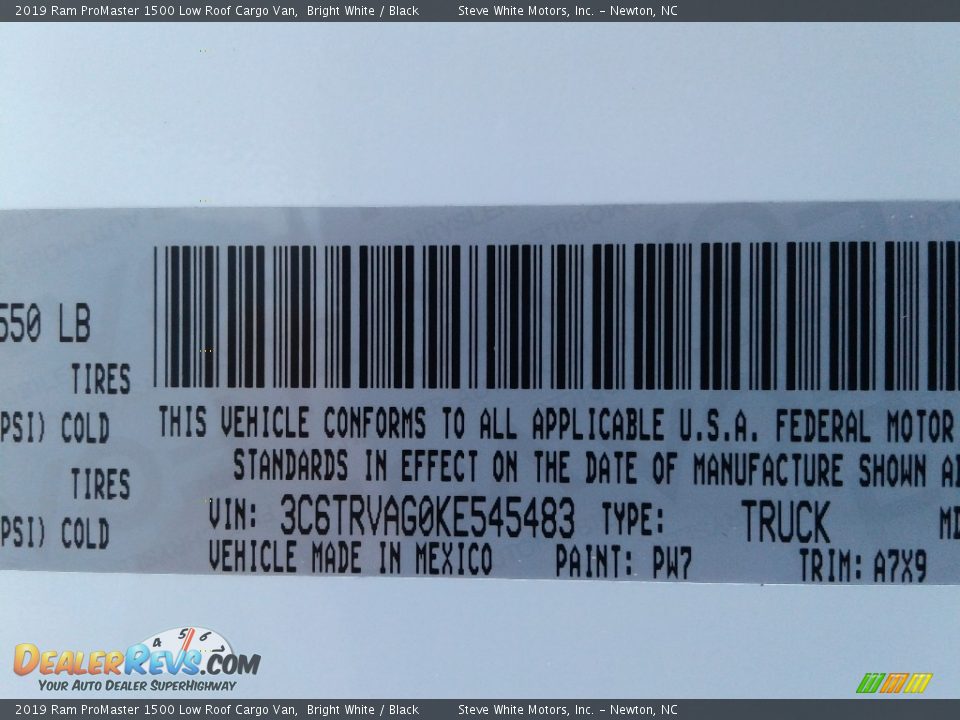 2019 Ram ProMaster 1500 Low Roof Cargo Van, Bright White / Black Steve White Motors, Inc. – Newton, NC
550 LB
TIRES
PSI) COLD
THIS VEHICLE CONFORMS TO ALL APPLICABLE U.S.A. FEDERAL MOTOR
STANDARDS IN EFFECT ON THE DATE OF MANUFACTURE SHOWN
TIRES
VIN: 3C6TRVAG0KE545483 TYPE: TRUCK
PSI) COLD
VEHICLE MADE IN MEXICO PAINT: PW7 TRIM: A7X9
4 5 6
DEALERREVS.COM
YOUR AUTO DEALER SUPERHIGHWAY
2019 Ram ProMaster 1500 Low Roof Cargo Van, Bright White / Black Steve White Motors, Inc. – Newton, NC